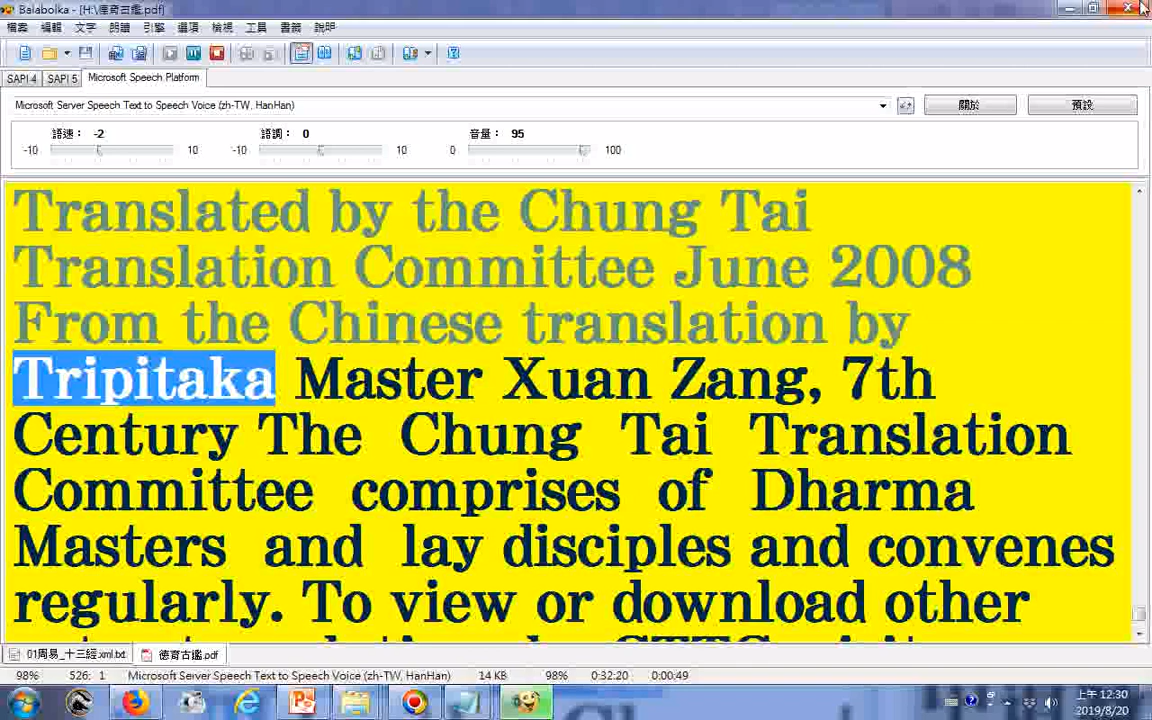 Balabolka - [H:\德育古鑑.pdf]
檔案 編輯 文字 朗讀 引擎 選項 檢視 工具 書籤 說明
SAPI 4 SAPI 5 Microsoft Speech Platform
Microsoft Server Speech Text to Speech Voice (zh-TW, HanHan) 關於 預設
語速： -2 語調： 0 音量： 95
-10 10 -10 10 0 100
Translated by the Chung Tai
Translation Committee June 2008
From the Chinese translation by
Tripitaka Master Xuan Zang, 7th
Century The Chung Tai Translation
Committee comprises of Dharma
Masters and lay disciples and convenes
regularly. To view or download other
01周易_十三經.xml.txt 德育古鑑.pdf
98% 526: 1 Microsoft Server Speech Text to Speech Voice (zh-TW, HanHan) 14 KB 98% 0:32:20 0:00:49
上午 12:30
2019/8/20